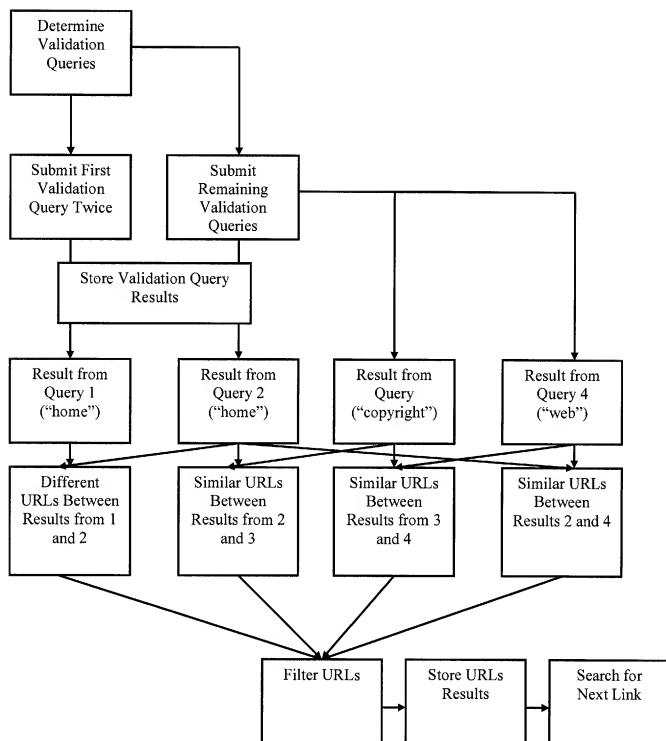 Determine
Validation
Queries
Submit First
Validation
Query Twice
Submit
Remaining
Validation
Queries
Store Validation Query
Results
Result from
Query 1
(“home”)
Result from
Query 2
(“home”)
Result from
Query
(“copyright”)
Result from
Query 4
(“web”)
Different
URLs Between
Results from 1
and 2
Similar URLs
Between
Results from 2
and 3
Similar URLs
Between
Results from 3
and 4
Similar URLs
Between
Results 2 and 4
Filter URLs
Store URLs
Results
Search for
Next Link